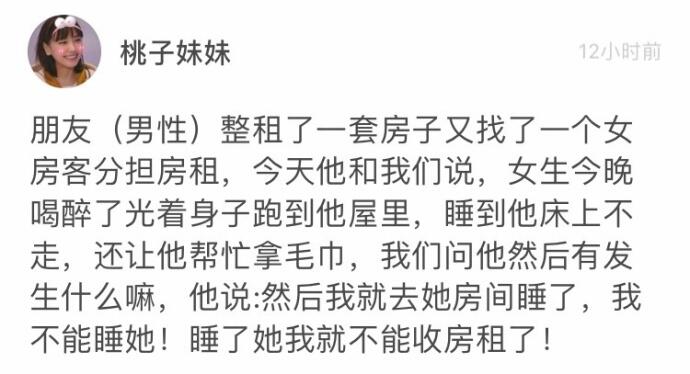 桃子妹妹 12小时前
朋友（男性）整租了一套房子又找了一个女
房客分担房租，今天他和我们说，女生今晚
喝醉了光着身子跑到他屋里，睡到他床上不
走，还让他帮忙拿毛巾，我们问他然后有发
生什么嘛，他说:然后我就去她房间睡了，我
不能睡她！睡了她我就不能收房租了！